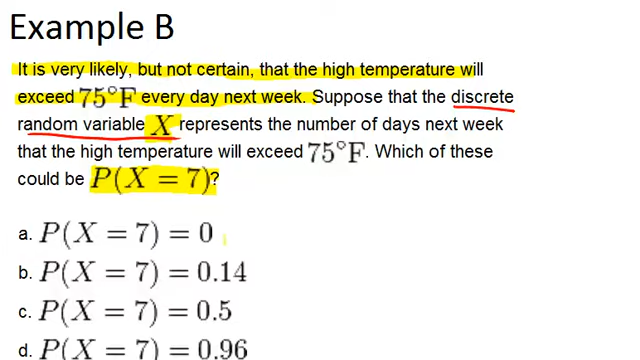 Example B
It is very likely, but not certain, that the high temperature will
exceed 75°F every day next week. Suppose that the discrete
random variable X represents the number of days next week
that the high temperature will exceed 75°F. Which of these
could be P(X = 7)?
a. P(X = 7) = 0
b. P(X = 7) = 0.14
c. P(X = 7) = 0.5
d. P(X = 7) = 0.96